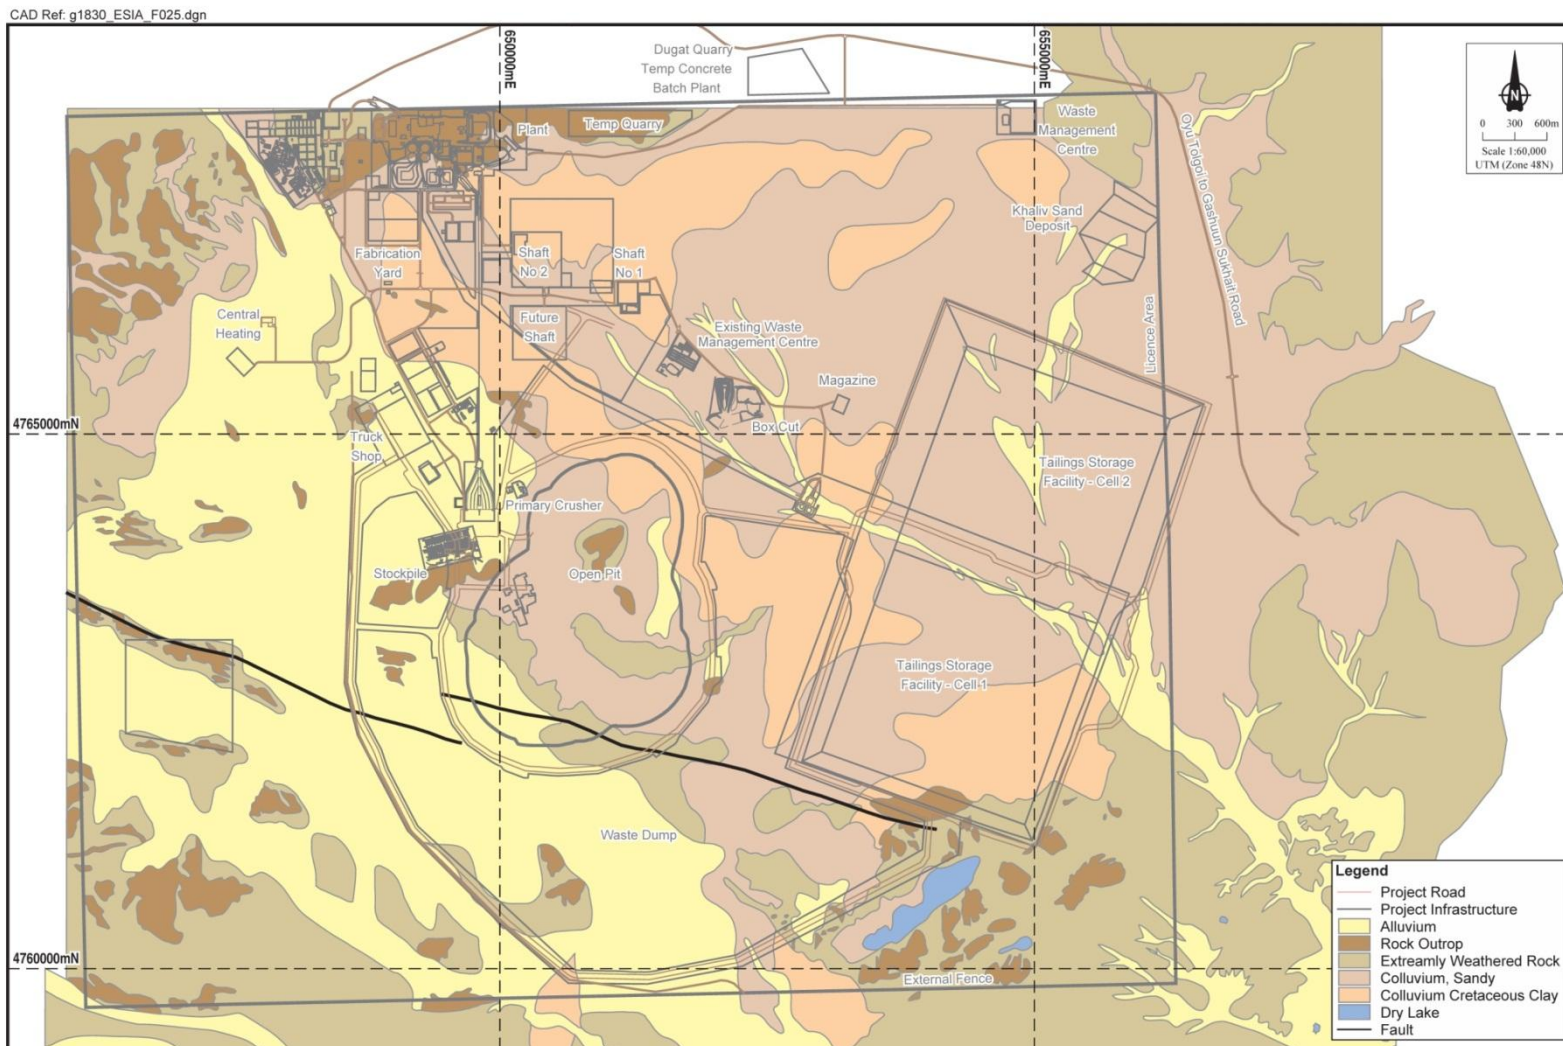 CAD Ref: g1830_ESIA_F025.dgn
650000mE
655000mE
Dugat Quarry
Temp Concrete
Batch Plant
N
0 300 600m
Scale 1:60,000
UTM (Zone 48N)
Plant
Temp Quarry
Waste
Management
Centre
Oyu Tolgoi to Gashuun Sukhait Road
Khaliv Sand
Deposit
Fabrication
Yard
Shaft
No 2
Shaft
No 1
Licence Area
Central
Heating
Future
Shaft
Existing Waste
Management Centre
Magazine
4765000mN
Truck
Shop
Box Cut
Tailings Storage
Facility - Cell 2
Primary Crusher
Stockpile
Open Pit
Tailings Storage
Facility - Cell 1
Waste Dump
4760000mN
External Fence
Legend
Project Road
Project Infrastructure
Alluvium
Rock Outrop
Extreamly Weathered Rock
Colluvium, Sandy
Colluvium Cretaceous Clay
Dry Lake
Fault